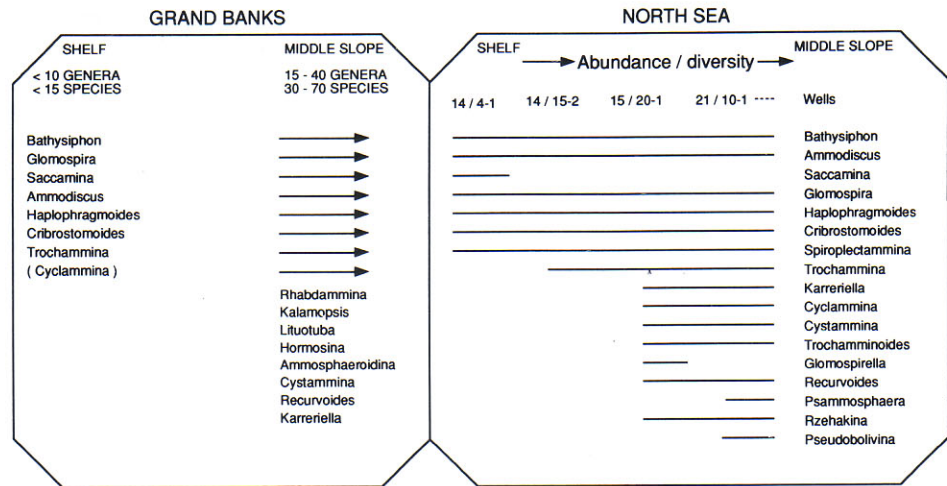 GRAND BANKS
SHELF
< 10 GENERA
< 15 SPECIES
MIDDLE SLOPE
15 - 40 GENERA
30 - 70 SPECIES
Bathysiphon
Glomospira
Saccamina
Ammodiscus
Haplophragmoides
Cribrostomoides
Trochammina
( Cyclammina )
Rhabdammina
Kalamopsis
Lituotuba
Hormosina
Ammosphaeroidina
Cystammina
Recurvoides
Karreriella
NORTH SEA
SHELF
Abundance / diversity
MIDDLE SLOPE
14 / 4-1 14 / 15-2 15 / 20-1 21 / 10-1 ---- Wells
Bathysiphon
Ammodiscus
Saccamina
Glomospira
Haplophragmoides
Cribrostomoides
Spiroplectammina
Trochammina
Karreriella
Cyclammina
Cystammina
Trochamminoides
Glomospirella
Recurvoides
Psammosphaera
Rzehakina
Pseudobolivina